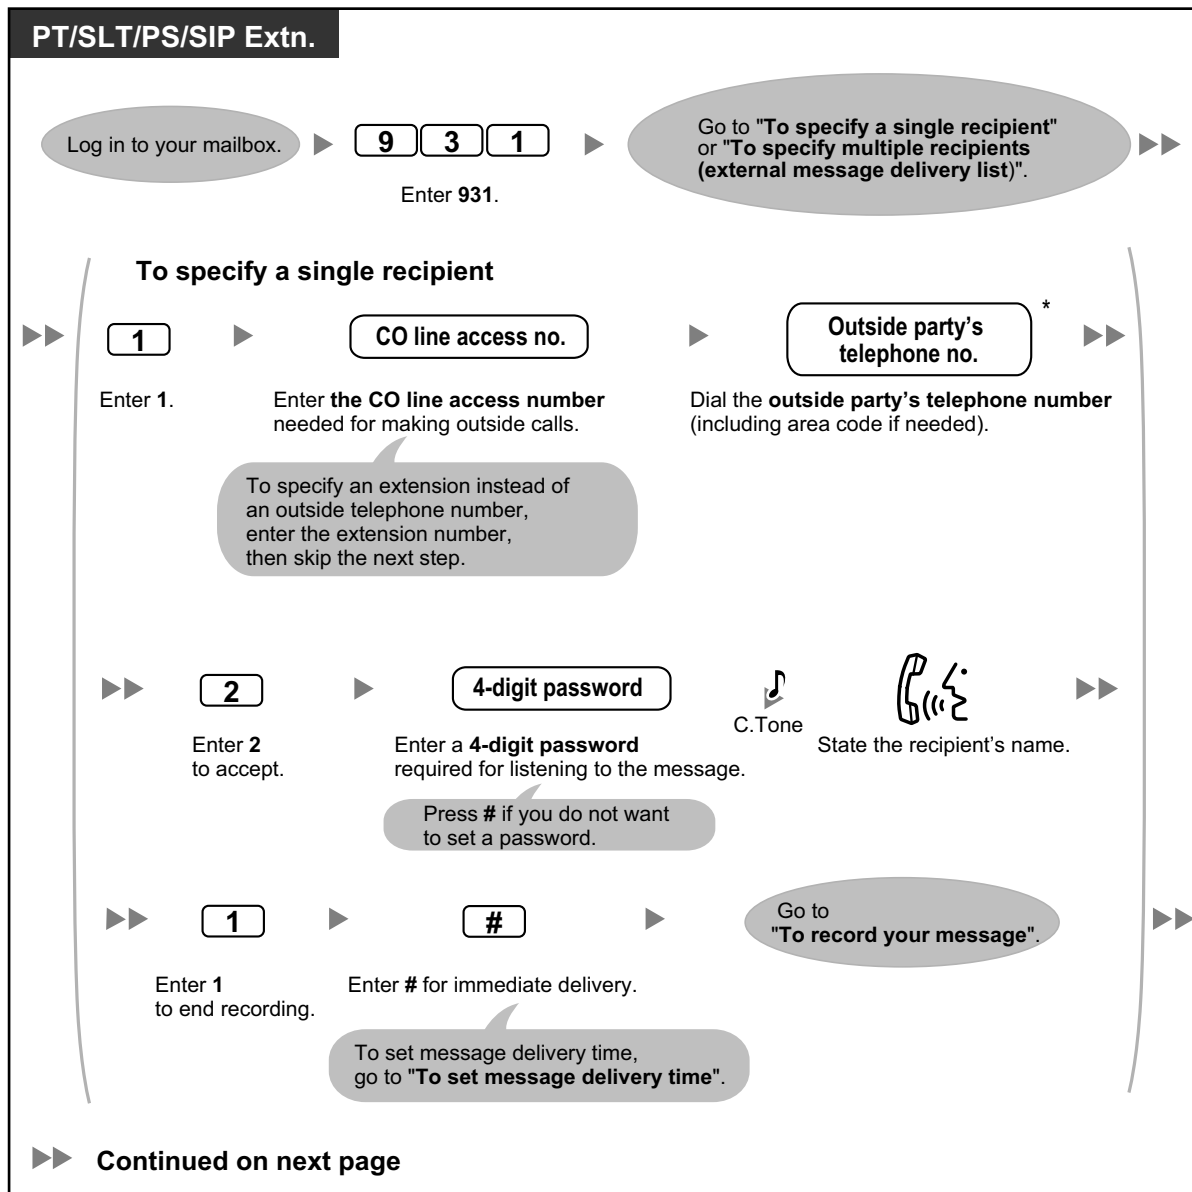 PT/SLT/PS/SIP Extn.
Log in to your mailbox.
9 3 1
Enter 931.
Go to "To specify a single recipient"
or "To specify multiple recipients
(external message delivery list)".
To specify a single recipient
1
Enter 1.
CO line access no.
Enter the CO line access number
needed for making outside calls.
To specify an extension instead of
an outside telephone number,
enter the extension number,
then skip the next step.
Outside party's
telephone no.
*
Dial the outside party's telephone number
(including area code if needed).
2
Enter 2
to accept.
4-digit password
Enter a 4-digit password
required for listening to the message.
Press # if you do not want
to set a password.
C.Tone
State the recipient's name.
1
Enter 1
to end recording.
#
Enter # for immediate delivery.
To set message delivery time,
go to "To set message delivery time".
Go to
"To record your message".
Continued on next page